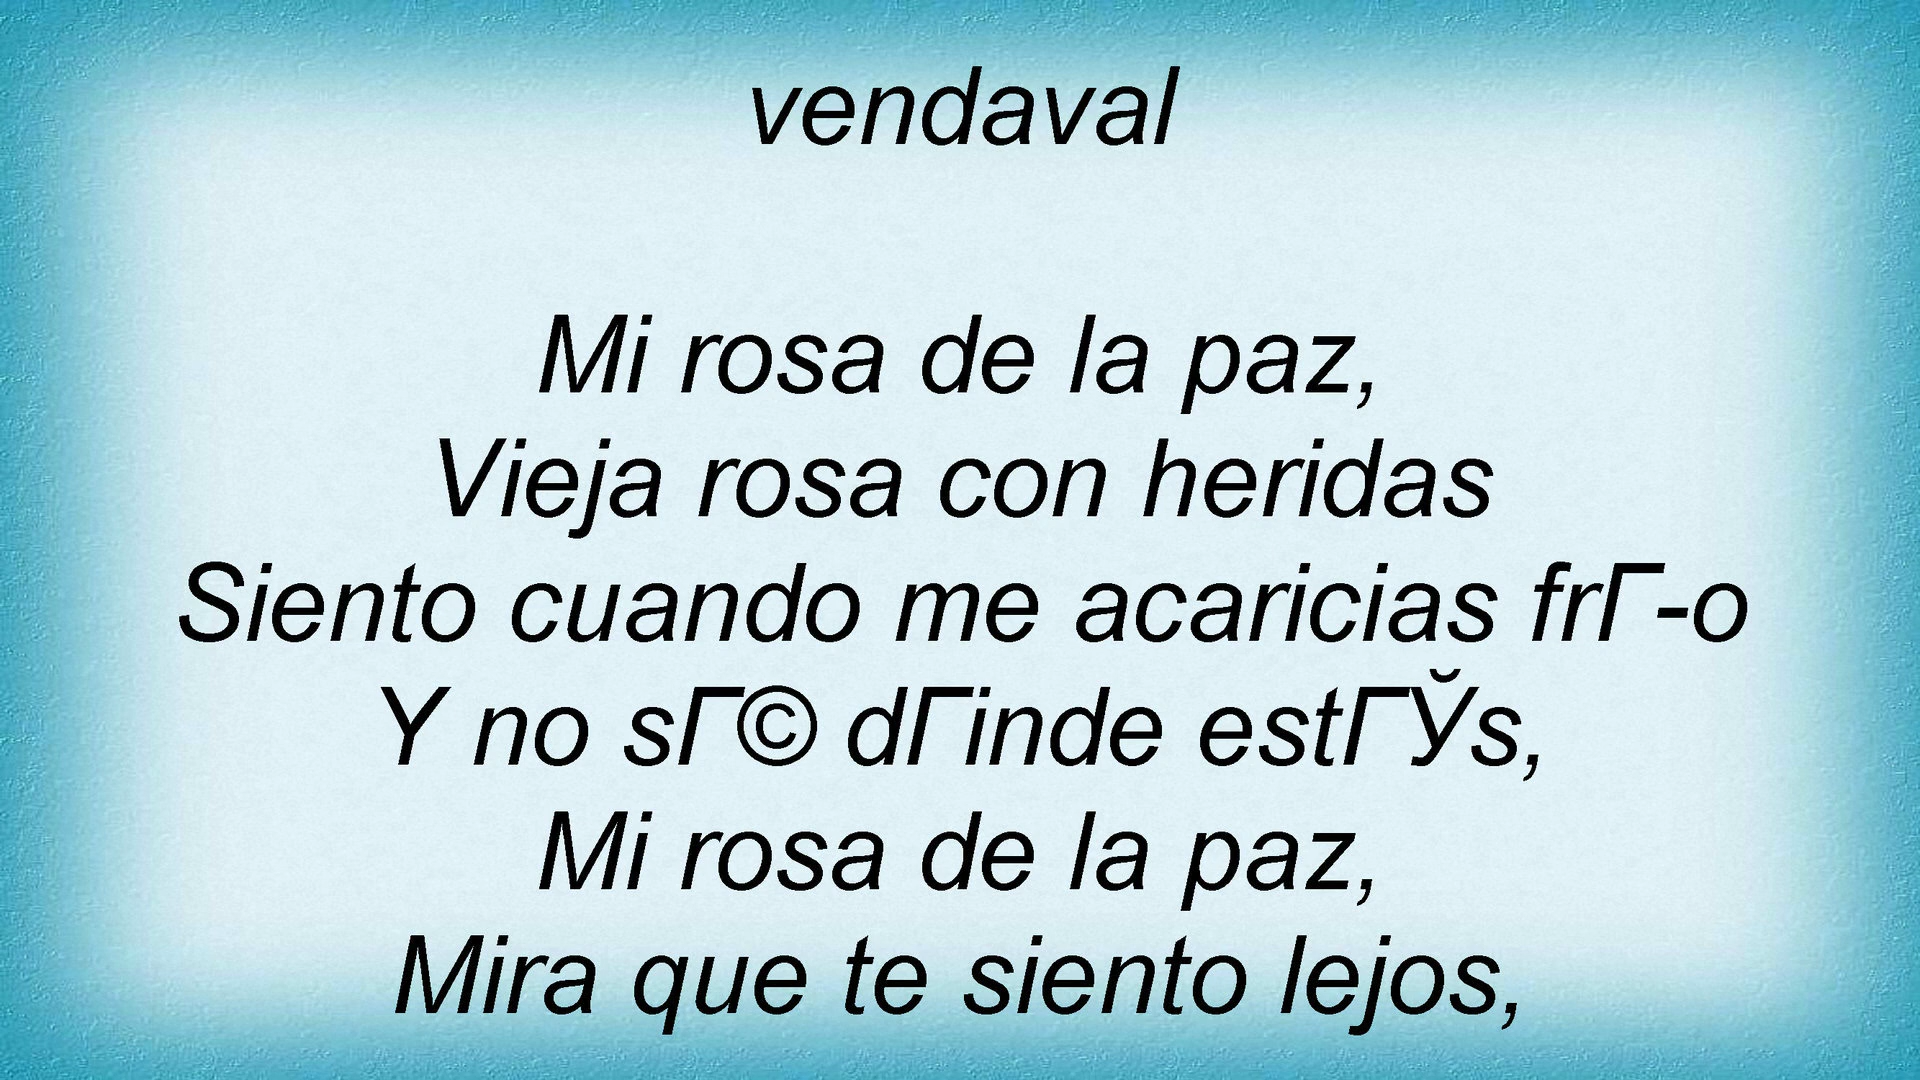 vendaval
Mi rosa de la paz,
Vieja rosa con heridas
Siento cuando me acaricias frГ-o
Y no sГ© dГіnde estГЎs,
Mi rosa de la paz,
Mira que te siento lejos,